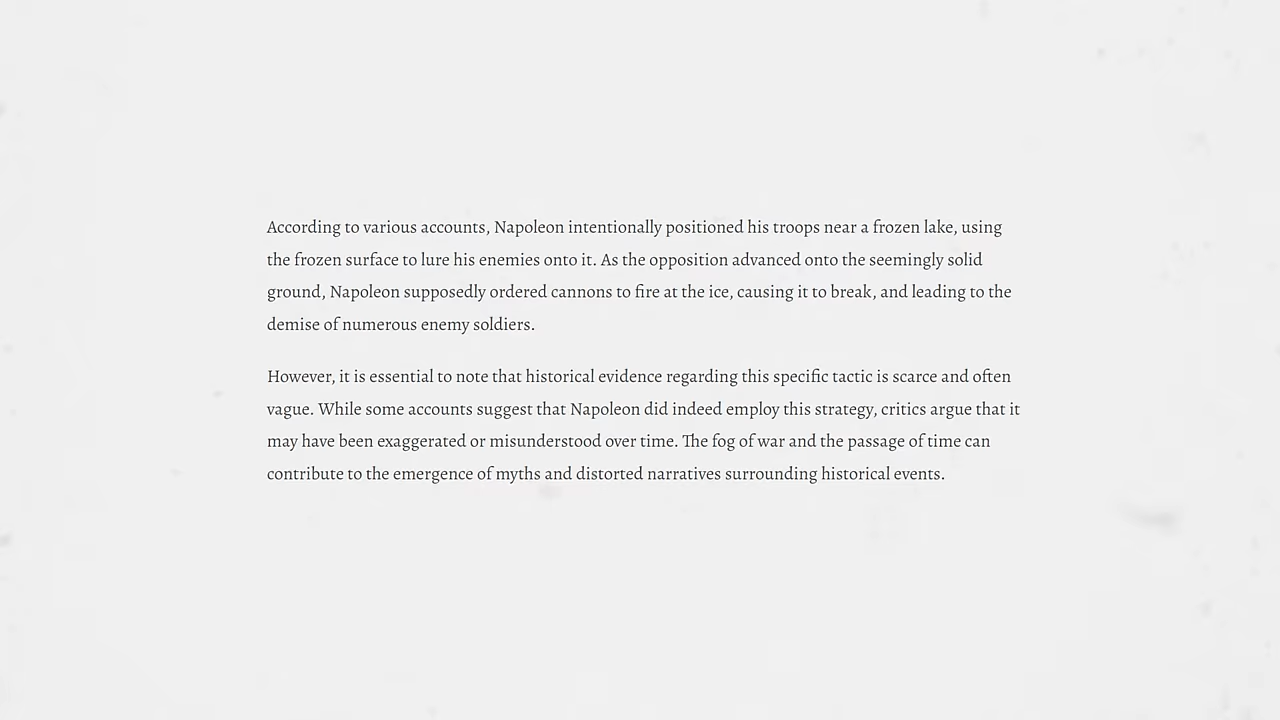 According to various accounts, Napoleon intentionally positioned his troops near a frozen lake, using
the frozen surface to lure his enemies onto it. As the opposition advanced onto the seemingly solid
ground, Napoleon supposedly ordered cannons to fire at the ice, causing it to break, and leading to the
demise of numerous enemy soldiers.
However, it is essential to note that historical evidence regarding this specific tactic is scarce and often
vague. While some accounts suggest that Napoleon did indeed employ this strategy, critics argue that it
may have been exaggerated or misunderstood over time. The fog of war and the passage of time can
contribute to the emergence of myths and distorted narratives surrounding historical events.